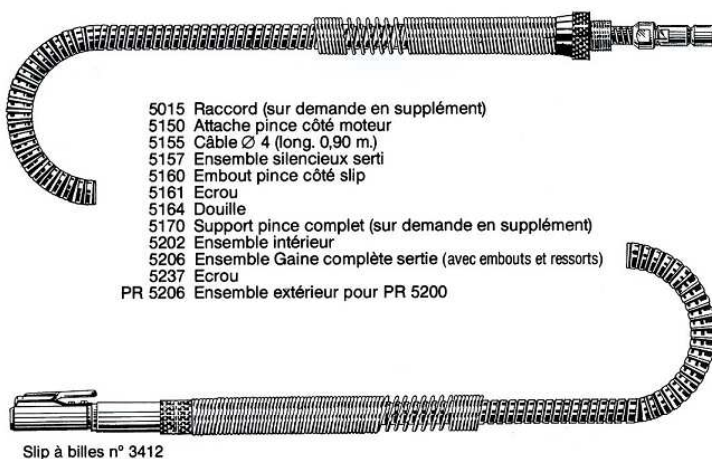 5015 Raccord (sur demande en supplément)
5150 Attache pince côté moteur
5155 Câble Ø 4 (long. 0,90 m.)
5157 Ensemble silencieux serti
5160 Embout pince côté slip
5161 Ecrou
5164 Douille
5170 Support pince complet (sur demande en supplément)
5202 Ensemble intérieur
5206 Ensemble Gaine complète sertie (avec embouts et ressorts)
5237 Ecrou
PR 5206 Ensemble extérieur pour PR 5200
Slip à billes nº 3412